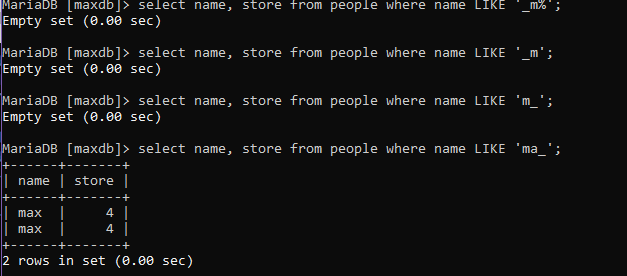 MariaDB [maxdb]> select name, store from people where name LIKE '_m%';
Empty set (0.00 sec)
MariaDB [maxdb]> select name, store from people where name LIKE '_m';
Empty set (0.00 sec)
MariaDB [maxdb]> select name, store from people where name LIKE 'm_';
Empty set (0.00 sec)
MariaDB [maxdb]> select name, store from people where name LIKE 'ma_';
+------+-------+
| name | store |
+------+-------+
| max  |     4 |
| max  |     4 |
+------+-------+
2 rows in set (0.00 sec)